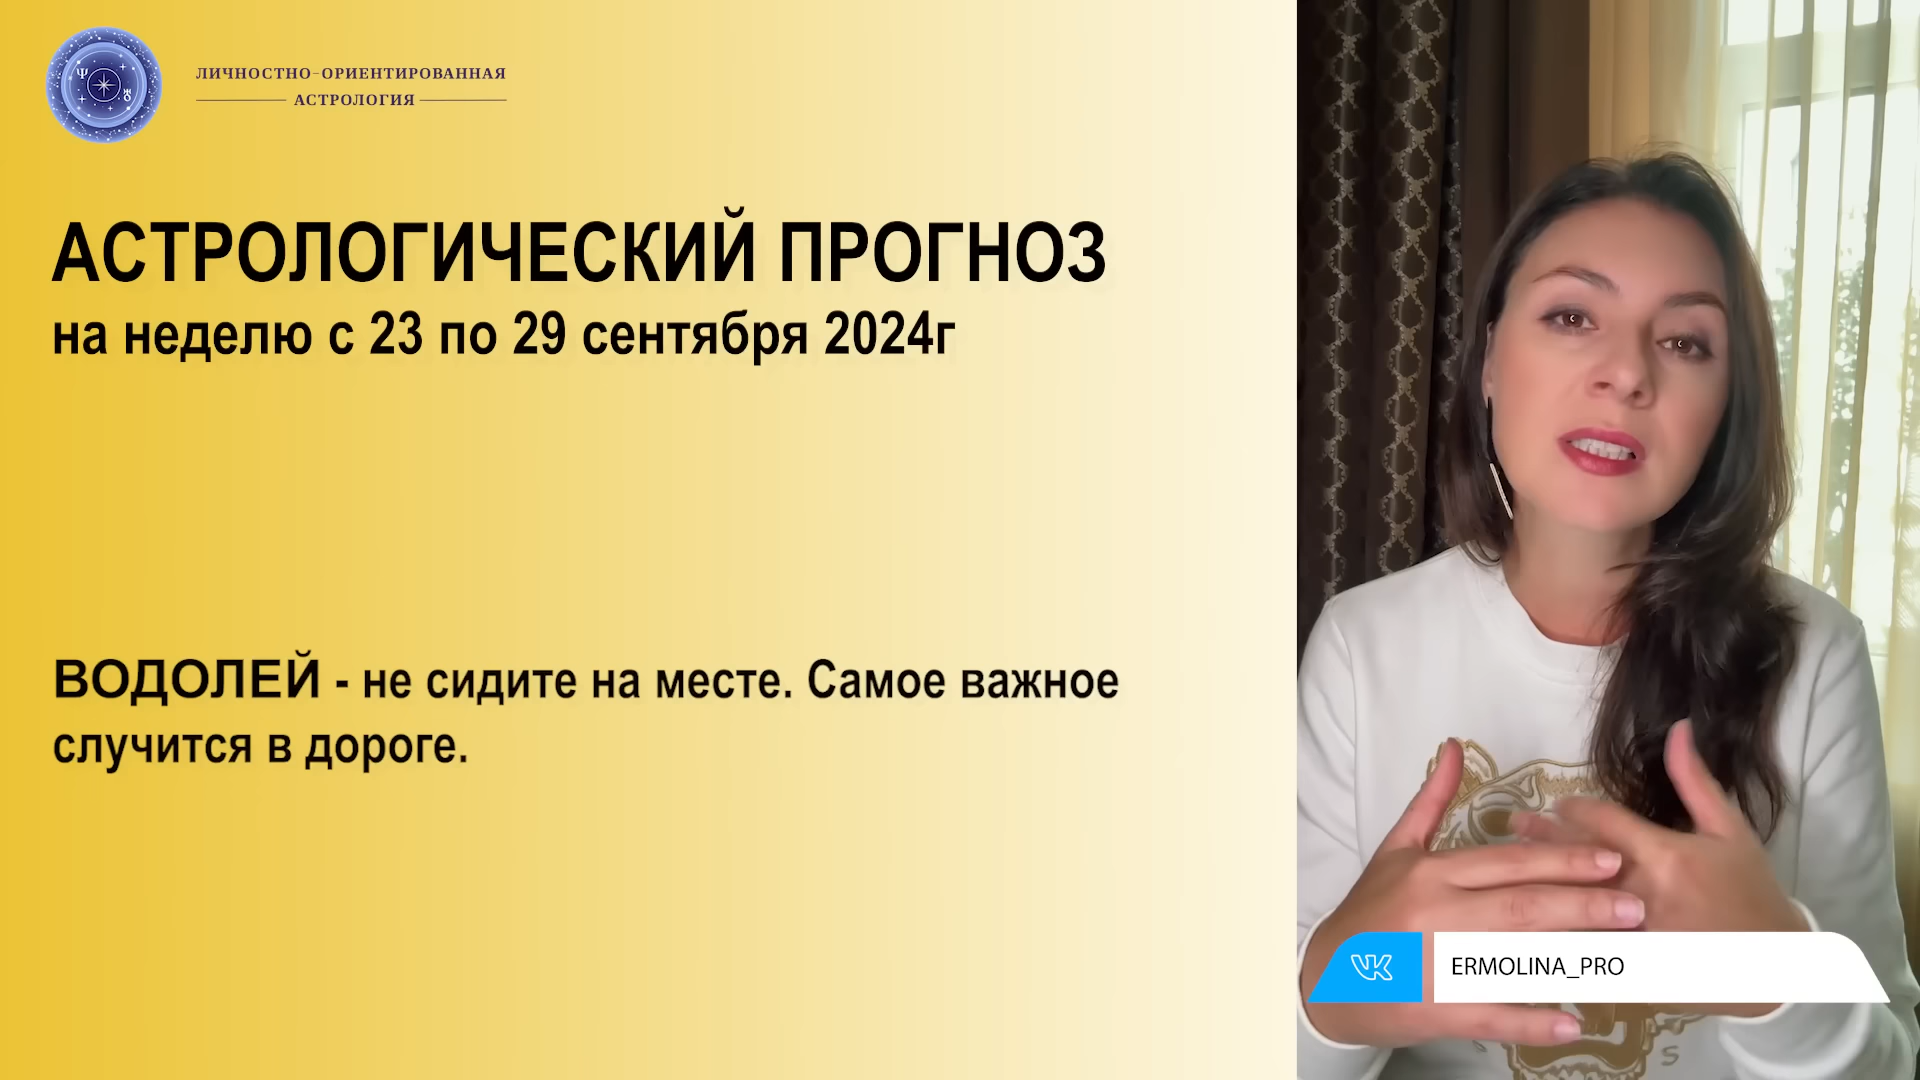 ЛИЧНОСТНО-ОРИЕНТИРОВАННАЯ
АСТРОЛОГИЯ
АСТРОЛОГИЧЕСКИЙ ПРОГНОЗ
на неделю с 23 по 29 сентября 2024г
ВОДОЛЕЙ - не сидите на месте. Самое важное
случится в дороге.
ERMOLINA_PRO